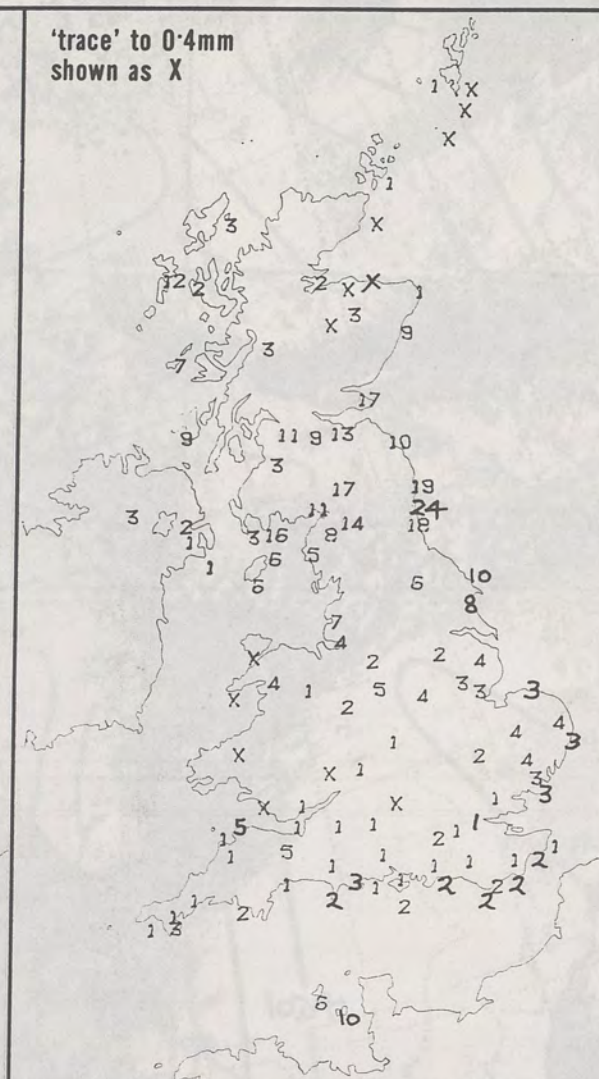 'trace' to 0·4mm
shown as X
1 X
X
X
1
3 X
12 2 2 X X 1
3
X
9
3
7
17
9 11 9 13 10
3
17 19
11 24+
3 2 14 18
1 3 16 8
1 6 5
6 6 10
8
7
4
X 2 2 4
4 1 5 3 3 3
X 2 4
4
4 3
1
X 2 4
X 1 3
X 1 X 1 3
5 1 1 1 1 1
1 2
1 5 1 1 1 1 1 2 1
1 3 1 1 2 2 2
1 2 2 2 2
1 3
6
10